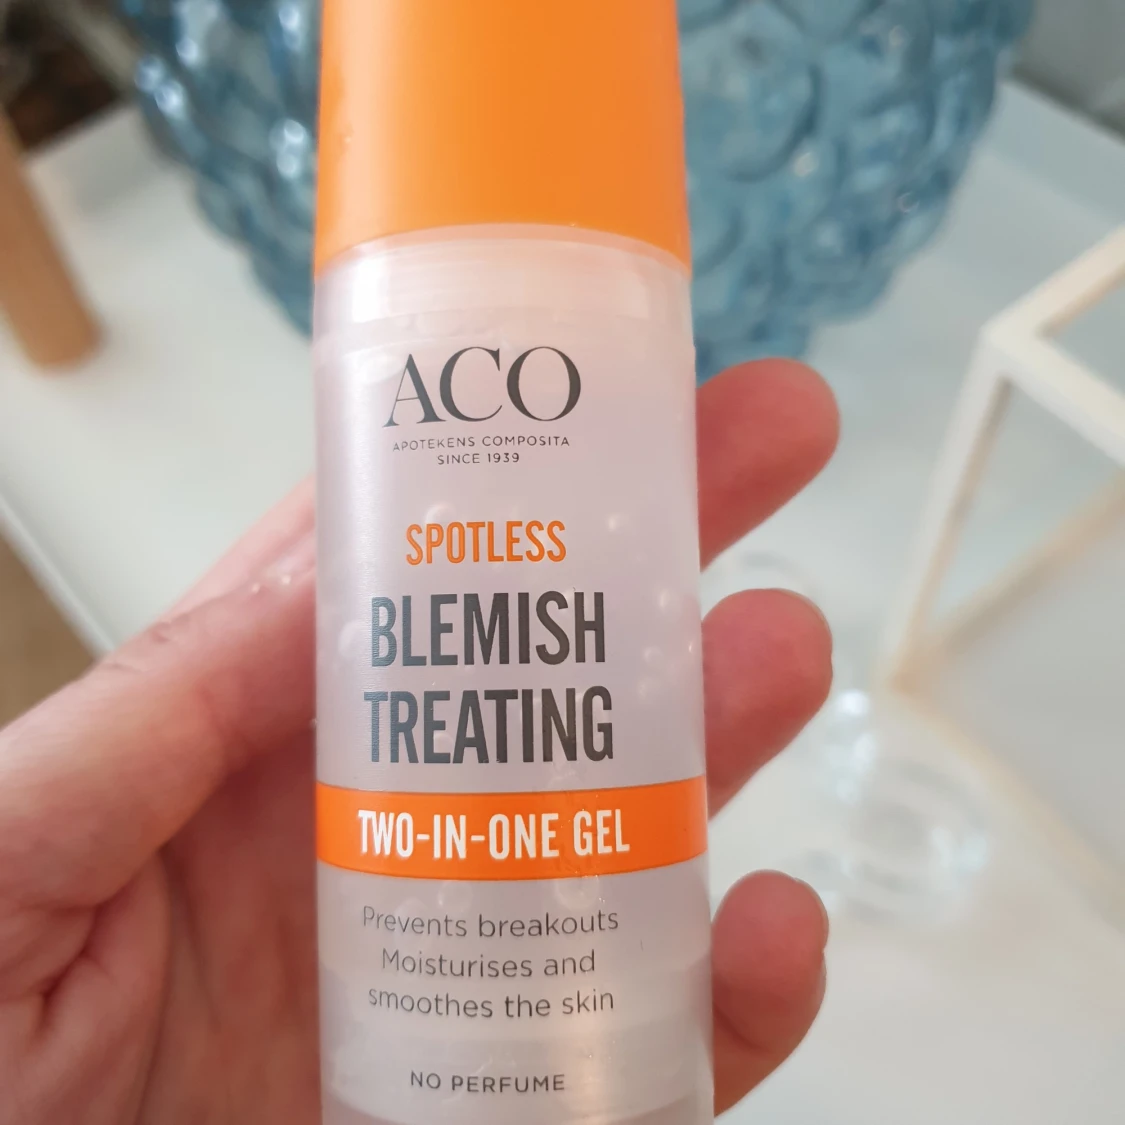 ACO
APOTEKENS COMPOSITA
SINCE 1939
SPOTLESS
BLEMISH
TREATING
TWO-IN-ONE GEL
Prevents breakouts
Moisturises and
smoothes the skin
NO PERFUME